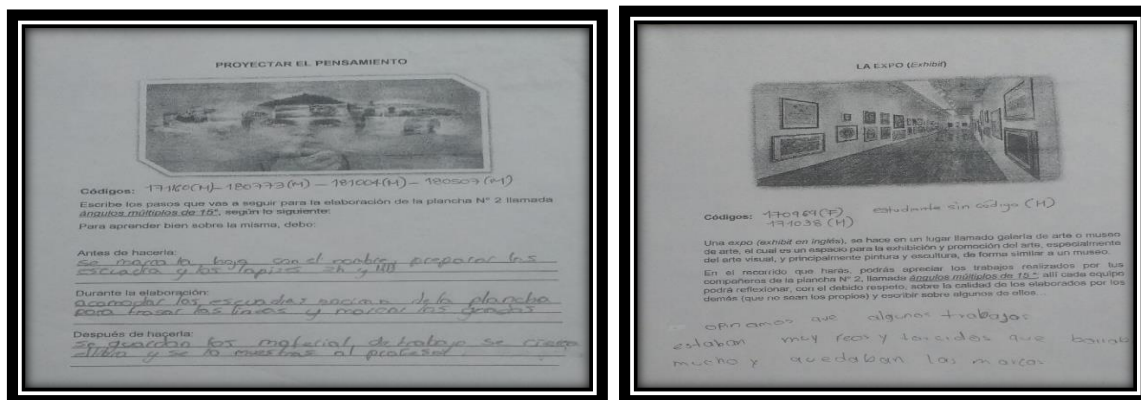 PROYECTAR EL PENSAMIENTO
Códigos: 171160(M) - 180773(M) - 181004(M) - 180507(M)
Escribe los pasos que vas a seguir para la elaboración de la plancha N° 2 llamada
ángulos múltiplos de 15°, según lo siguiente:
Para aprender bien sobre la misma, debo:
Antes de hacerla:
se marca la hoja con el nombre, preparar las
escuadra y los lapices 2h y
Durante la elaboración:
acomodar las escuadras encima de la plancha
para trazar las lineas y marcar los grados
Después de hacerla:
se guardan los material de trabajo se
y se la muestras al profesor.
LA EXPO (Exhibit)
Códigos: 170969(F) estudiante sin código (M)
171038(M)
Una expo (exhibit en inglés), se hace en un lugar llamado galería de arte o museo
de arte, el cual es un espacio para la exhibición y promoción del arte, especialmente
del arte visual, y principalmente pintura y escultura, de forma similar a un museo.
En el recorrido que harás, podrás apreciar los trabajos realizados por tus
compañeros de la plancha N° 2, llamada ángulos múltiplos de 15°; allí cada equipo
podrá reflexionar, con el debido respeto, sobre la calidad de los elaborados por los
demás (que no sean los propios) y escribir sobre algunos de ellos...
opinamos que algunos trabajos
estaban muy feos y torcidos que
mucho y quedaban las marcas